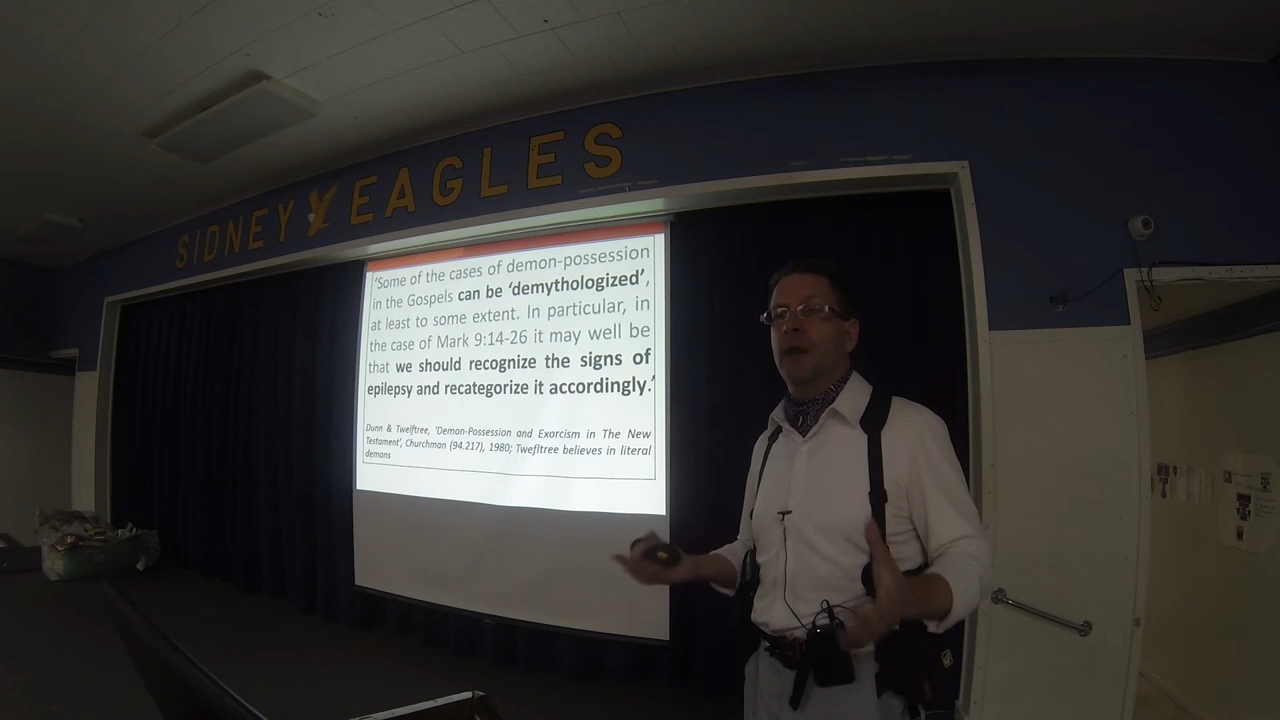 SIDNEY EAGLES
'Some of the cases of demon-possession
in the Gospels can be 'demythologized',
at least to some extent. In particular, in
the case of Mark 9:14-26 it may well be
that we should recognize the signs of
epilepsy and recategorize it accordingly.'
Dunn & Twelftree, 'Demon-Possession and Exorcism in The New
Testament', Churchman (94.217), 1980; Twefltree believes in literal
demons